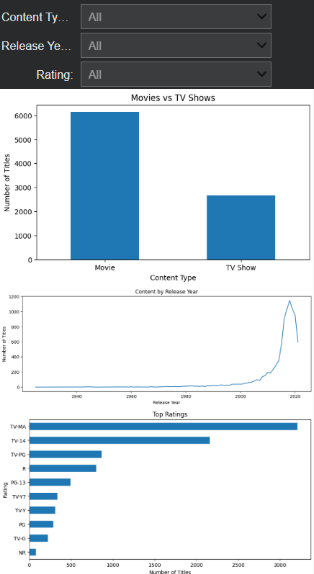 Content Ty... All
Release Ye... All
Rating: All
Movies vs TV Shows
Number of Titles
6000
5000
4000
3000
2000
1000
0
Movie TV Show
Content Type
Content by Release Year
Number of Titles
1200
1000
800
600
400
200
0
1940 1960 1980 2000 2020
Release Year
Top Ratings
Rating
TV-MA
TV-14
TV-PG
R
PG-13
TV-Y7
TV-Y
PG
TV-G
NR
0 500 1000 1500 2000 2500 3000
Number of Titles